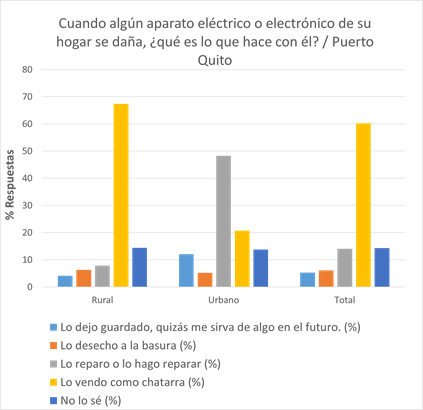 Cuando algún aparato eléctrico o electrónico de su
hogar se daña, ¿qué es lo que hace con él? / Puerto
Quito
80
70
60
50
40
30
20
10
0
% Respuestas
Rural
Urbano
Total
Lo dejo guardado, quizás me sirva de algo en el futuro. (%)
Lo desecho a la basura (%)
Lo reparo o lo hago reparar (%)
Lo vendo como chatarra (%)
No lo sé (%)